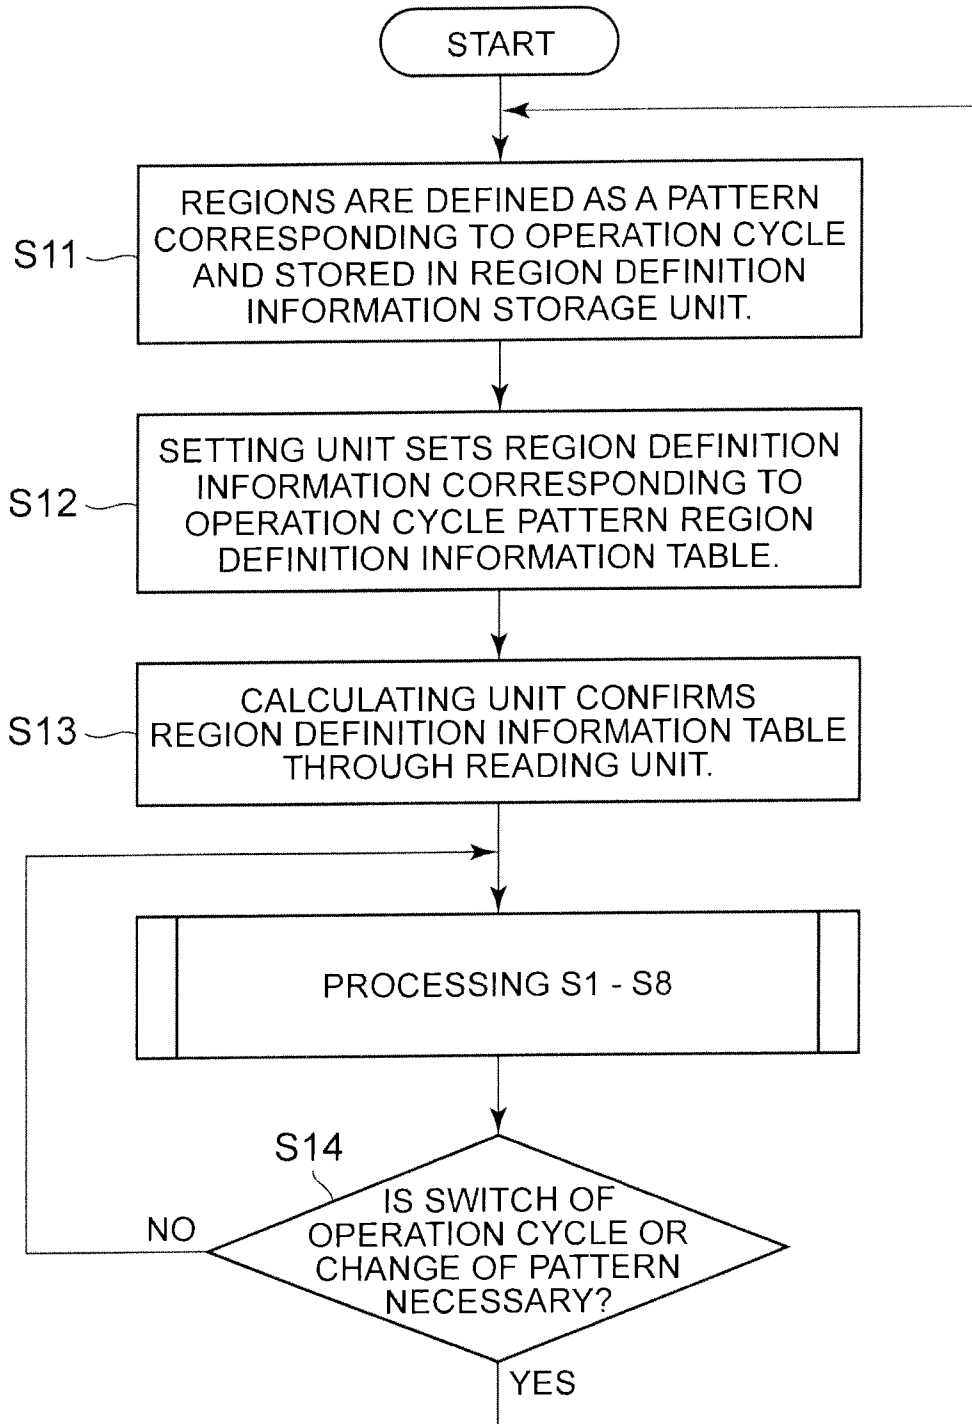 START
REGIONS ARE DEFINED AS A PATTERN
CORRESPONDING TO OPERATION CYCLE
AND STORED IN REGION DEFINITION
INFORMATION STORAGE UNIT.
S11
SETTING UNIT SETS REGION DEFINITION
INFORMATION CORRESPONDING TO
OPERATION CYCLE PATTERN REGION
DEFINITION INFORMATION TABLE.
S12
CALCULATING UNIT CONFIRMS
REGION DEFINITION INFORMATION TABLE
THROUGH READING UNIT.
S13
PROCESSING S1 - S8
S14
IS SWITCH OF
OPERATION CYCLE OR
CHANGE OF PATTERN
NECESSARY?
NO
YES